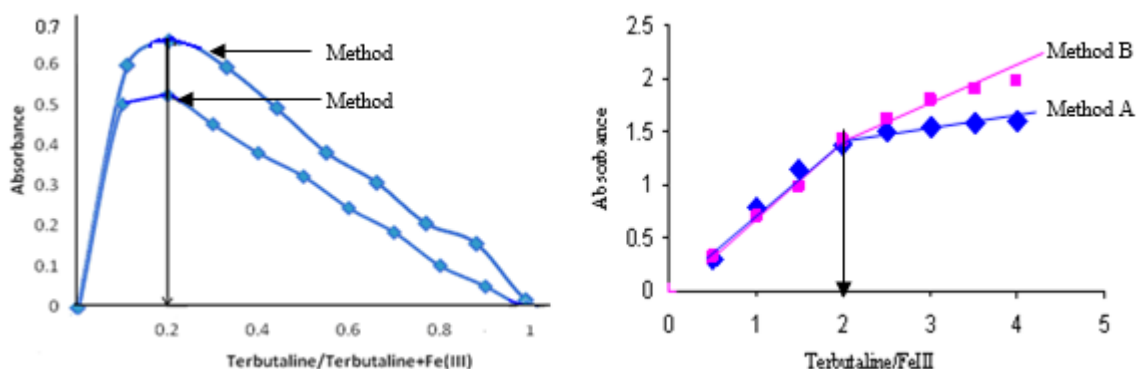 0.7
0.6
0.5
0.4
0.3
0.2
0.1
0
Absorbance
Method
Method
0.2 0.4 0.6 0.8 1
Terbutaline/Terbutaline+Fe(III)
2.5
2
1.5
1
0.5
0
Absorbance
Method B
Method A
0 1 2 3 4 5
Terbutaline/FeIII